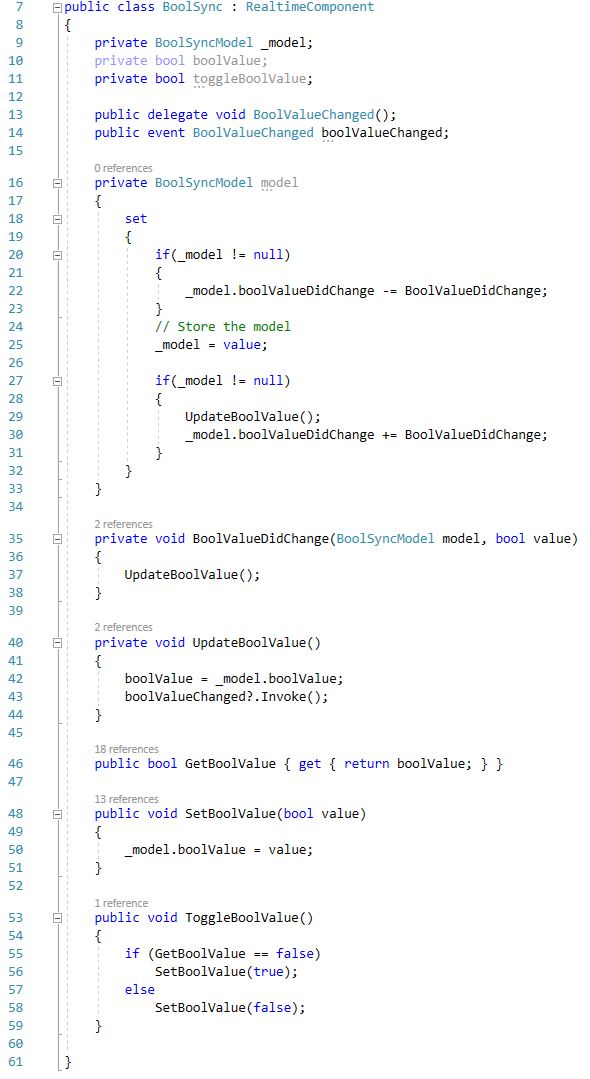 7 public class BoolSync : RealtimeComponent
8 {
9 private BoolSyncModel _model;
10 private bool boolValue;
11 private bool toggleBoolValue;
12
13 public delegate void BoolValueChanged();
14 public event BoolValueChanged boolValueChanged;
15
0 references
16 private BoolSyncModel model
17 {
18 set
19 {
20 if(_model != null)
21 {
22 _model.boolValueDidChange -= BoolValueDidChange;
23 }
24 // Store the model
25 _model = value;
26
27 if(_model != null)
28 {
29 UpdateBoolValue();
30 _model.boolValueDidChange += BoolValueDidChange;
31 }
32 }
33 }
34
2 references
35 private void BoolValueDidChange(BoolSyncModel model, bool value)
36 {
37 UpdateBoolValue();
38 }
39
2 references
40 private void UpdateBoolValue()
41 {
42 boolValue = _model.boolValue;
43 boolValueChanged?.Invoke();
44 }
45
18 references
46 public bool GetBoolValue { get { return boolValue; } }
47
13 references
48 public void SetBoolValue(bool value)
49 {
50 _model.boolValue = value;
51 }
52
1 reference
53 public void ToggleBoolValue()
54 {
55 if (GetBoolValue == false)
56 SetBoolValue(true);
57 else
58 SetBoolValue(false);
59 }
60
61 }